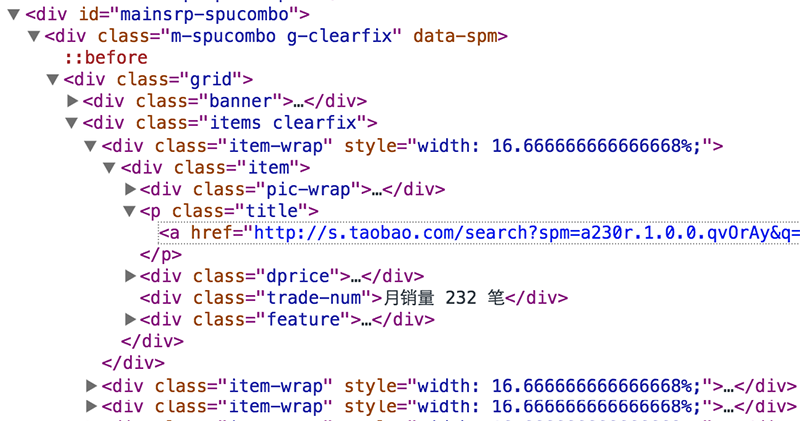 ▼<div id="mainsrp-spucombo">
▼<div class="m-spucombo g-clearfix" data-spm>
::before
▼<div class="grid">
▶<div class="banner">…</div>
▼<div class="items clearfix">
▼<div class="item-wrap" style="width: 16.666666666666668%;">
▼<div class="item">
▶<div class="pic-wrap">…</div>
▼<p class="title">
<a href="http://s.taobao.com/search?spm=a230r.1.0.0.qvOrAy&q=
</p>
▶<div class="dprice">…</div>
<div class="trade-num">月销量 232 笔</div>
▶<div class="feature">…</div>
</div>
</div>
▶<div class="item-wrap" style="width: 16.666666666666668%;">…</div>
▶<div class="item-wrap" style="width: 16.666666666666668%;">…</div>